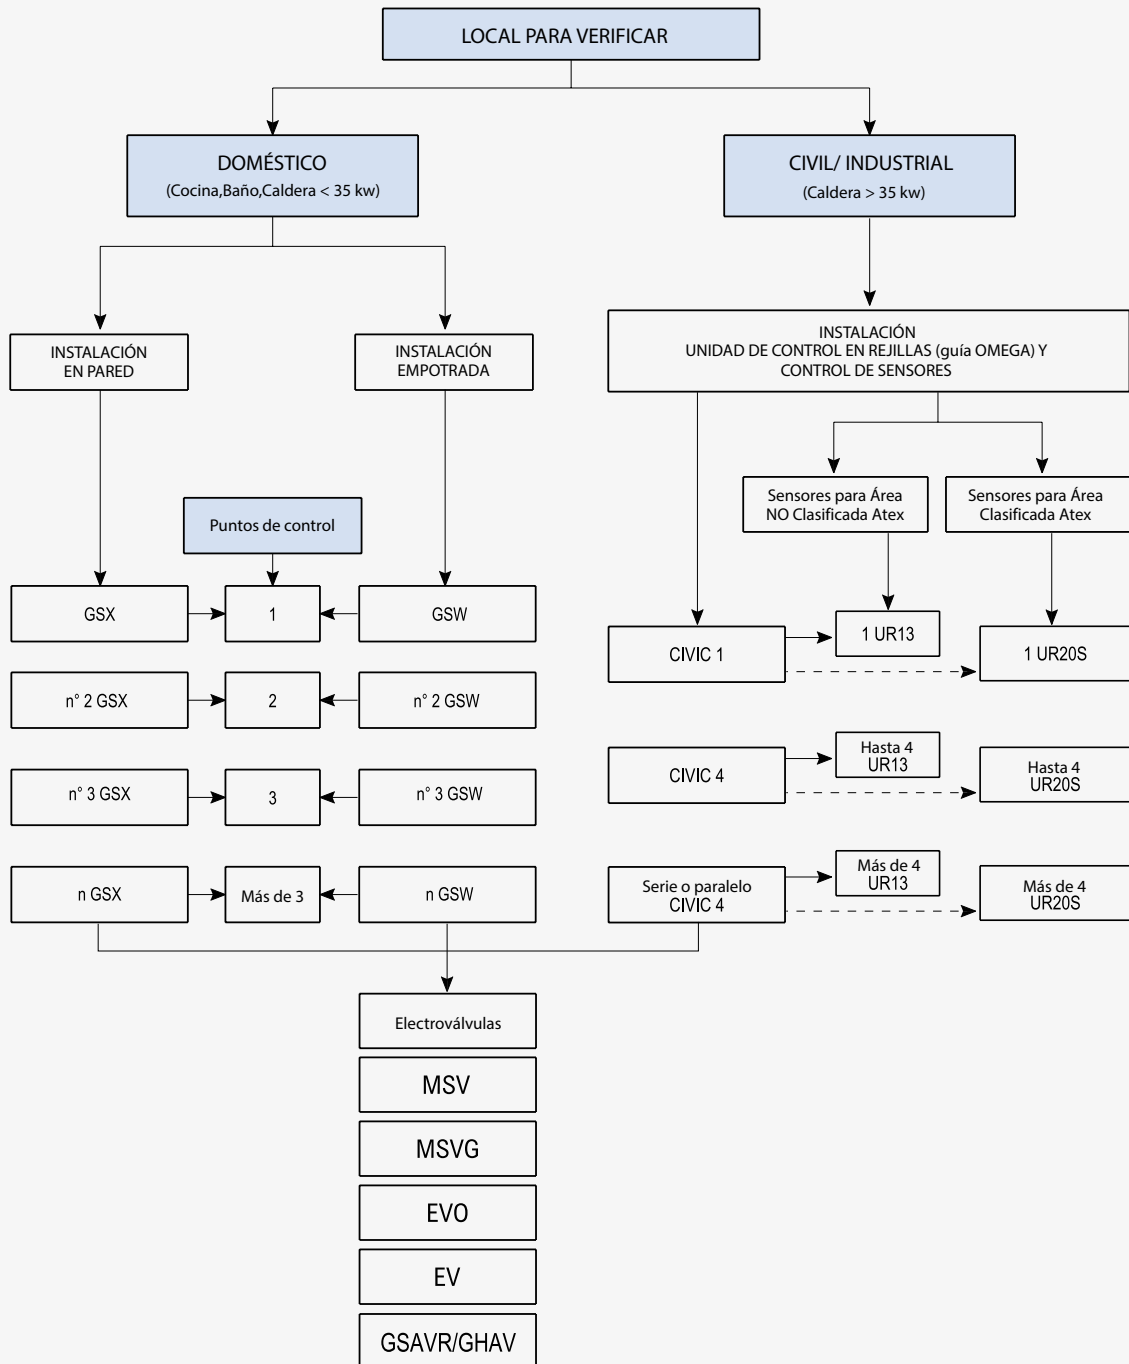 LOCAL PARA VERIFICAR
DOMÉSTICO
(Cocina,Baño,Caldera < 35 kw)
CIVIL/ INDUSTRIAL
(Caldera > 35 kw)
INSTALACIÓN
EN PARED
INSTALACIÓN
EMPOTRADA
INSTALACIÓN
UNIDAD DE CONTROL EN REJILLAS (guía OMEGA) Y
CONTROL DE SENSORES
Sensores para Área
NO Clasificada Atex
Sensores para Área
Clasificada Atex
Puntos de control
GSX
1
GSW
CIVIC 1
1 UR13
1 UR20S
n° 2 GSX
2
n° 2 GSW
n° 3 GSX
3
n° 3 GSW
CIVIC 4
Hasta 4
UR13
Hasta 4
UR20S
n GSX
Más de 3
n GSW
Serie o paralelo
CIVIC 4
Más de 4
UR13
Más de 4
UR20S
Electroválvulas
MSV
MSVG
EVO
EV
GSAVR/GHAV